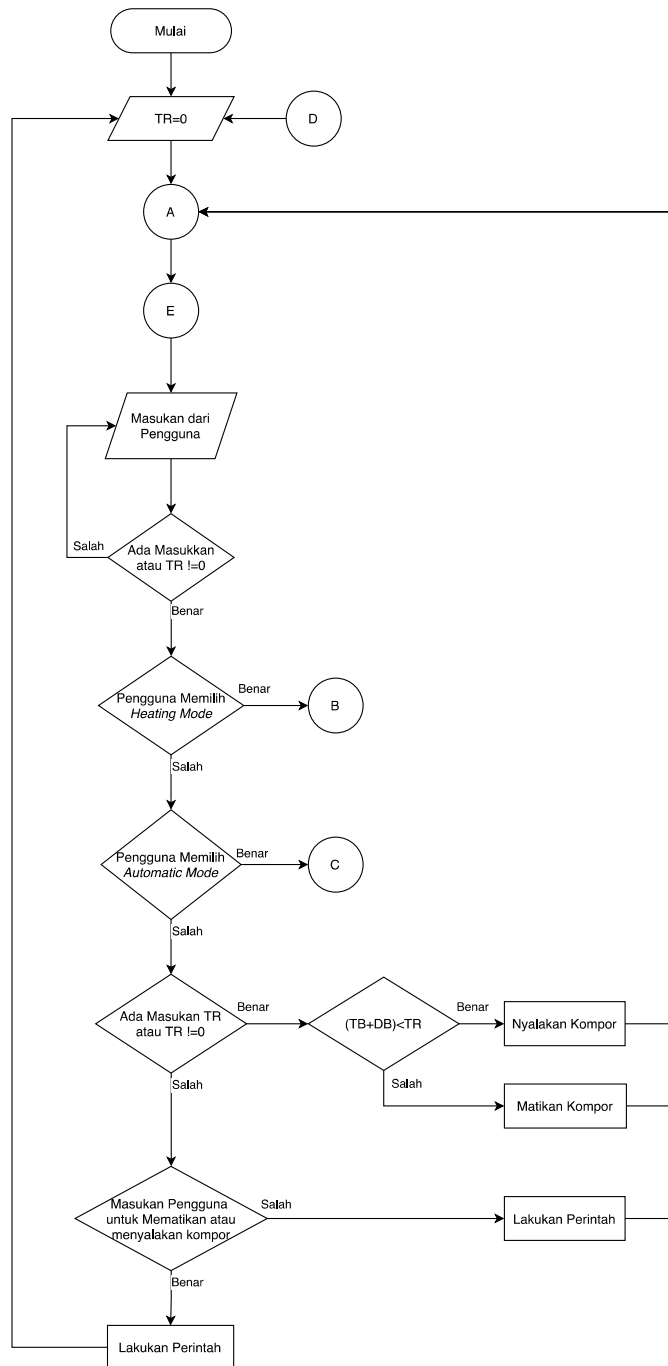 Mulai
TR=0
D
A
E
Masukan dari
Pengguna
Salah
Ada Masukkan
atau TR !=0
Benar
Pengguna Memilih
Heating Mode
Benar
B
Salah
Pengguna Memilih
Automatic Mode
Benar
C
Salah
Ada Masukan TR
atau TR !=0
Benar
(TB+DB)<TR
Benar
Nyalakan Kompor
Salah
Salah
Matikan Kompor
Masukan Pengguna
untuk Mematikan atau
menyalakan kompor
Salah
Lakukan Perintah
Benar
Lakukan Perintah